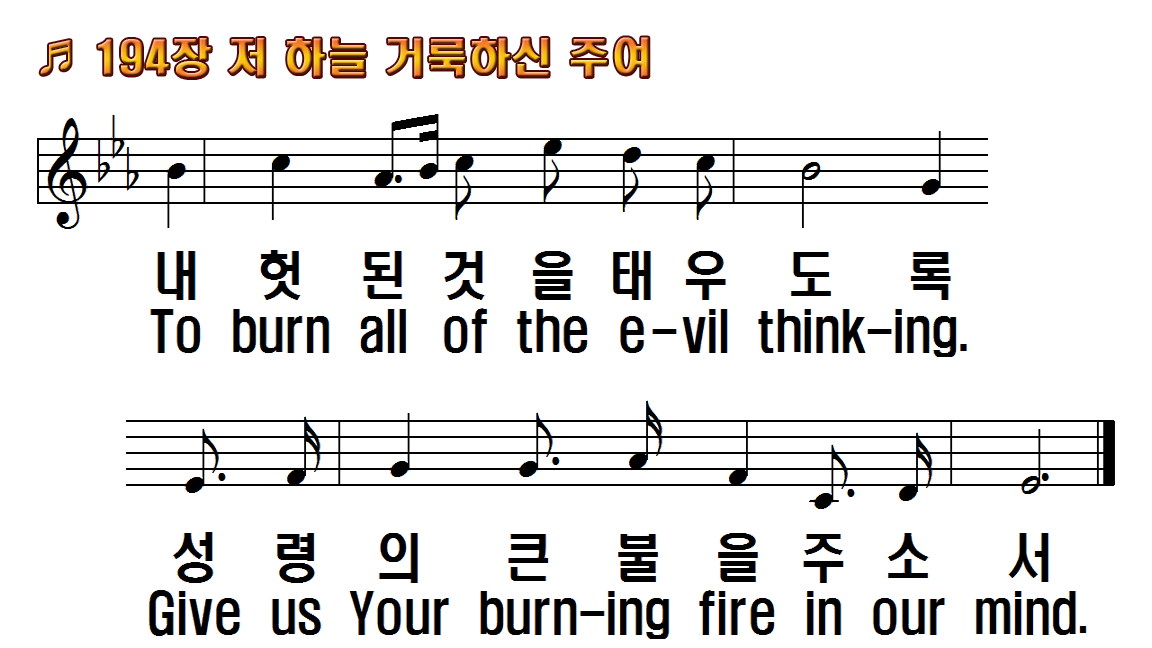 194장 저 하늘 거룩하신 주여
내 헛 된 것 을 태 우 도 록
To burn all of the e-vil think-ing.
성 령 의 큰 불 을 주 소 서
Give us Your burn-ing fire in our mind.